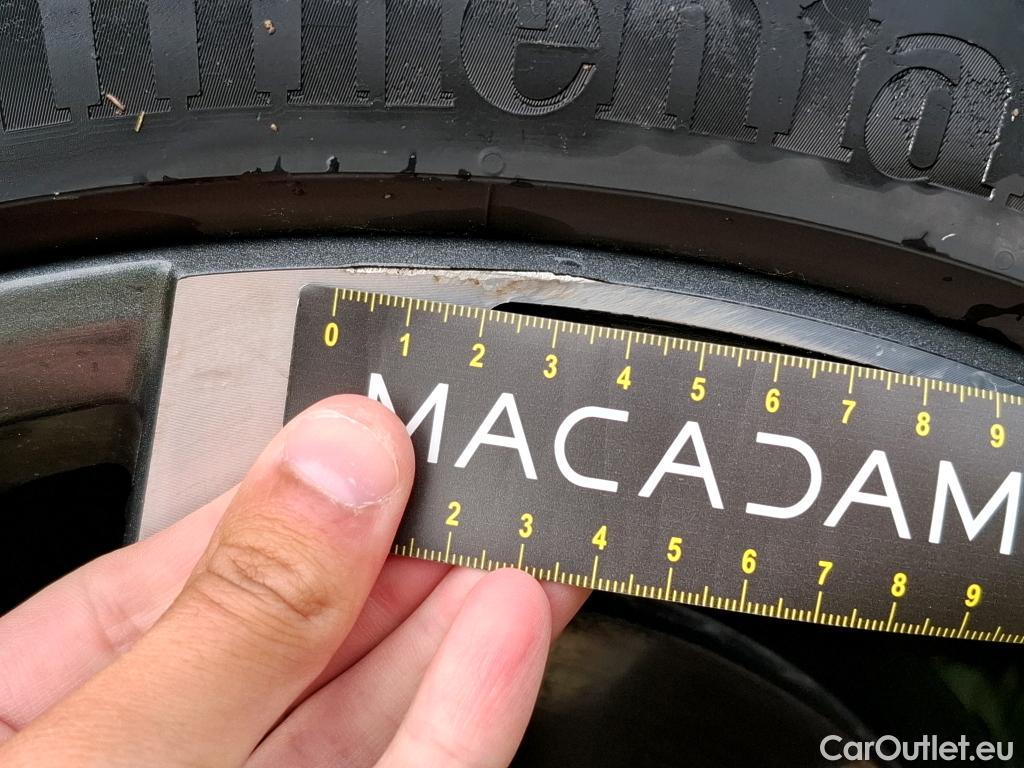 ntinental
0 1 2 3 4 5 6 7 8 9
MACADAM
2 3 4 5 6 7 8 9
CarOutlet.eu